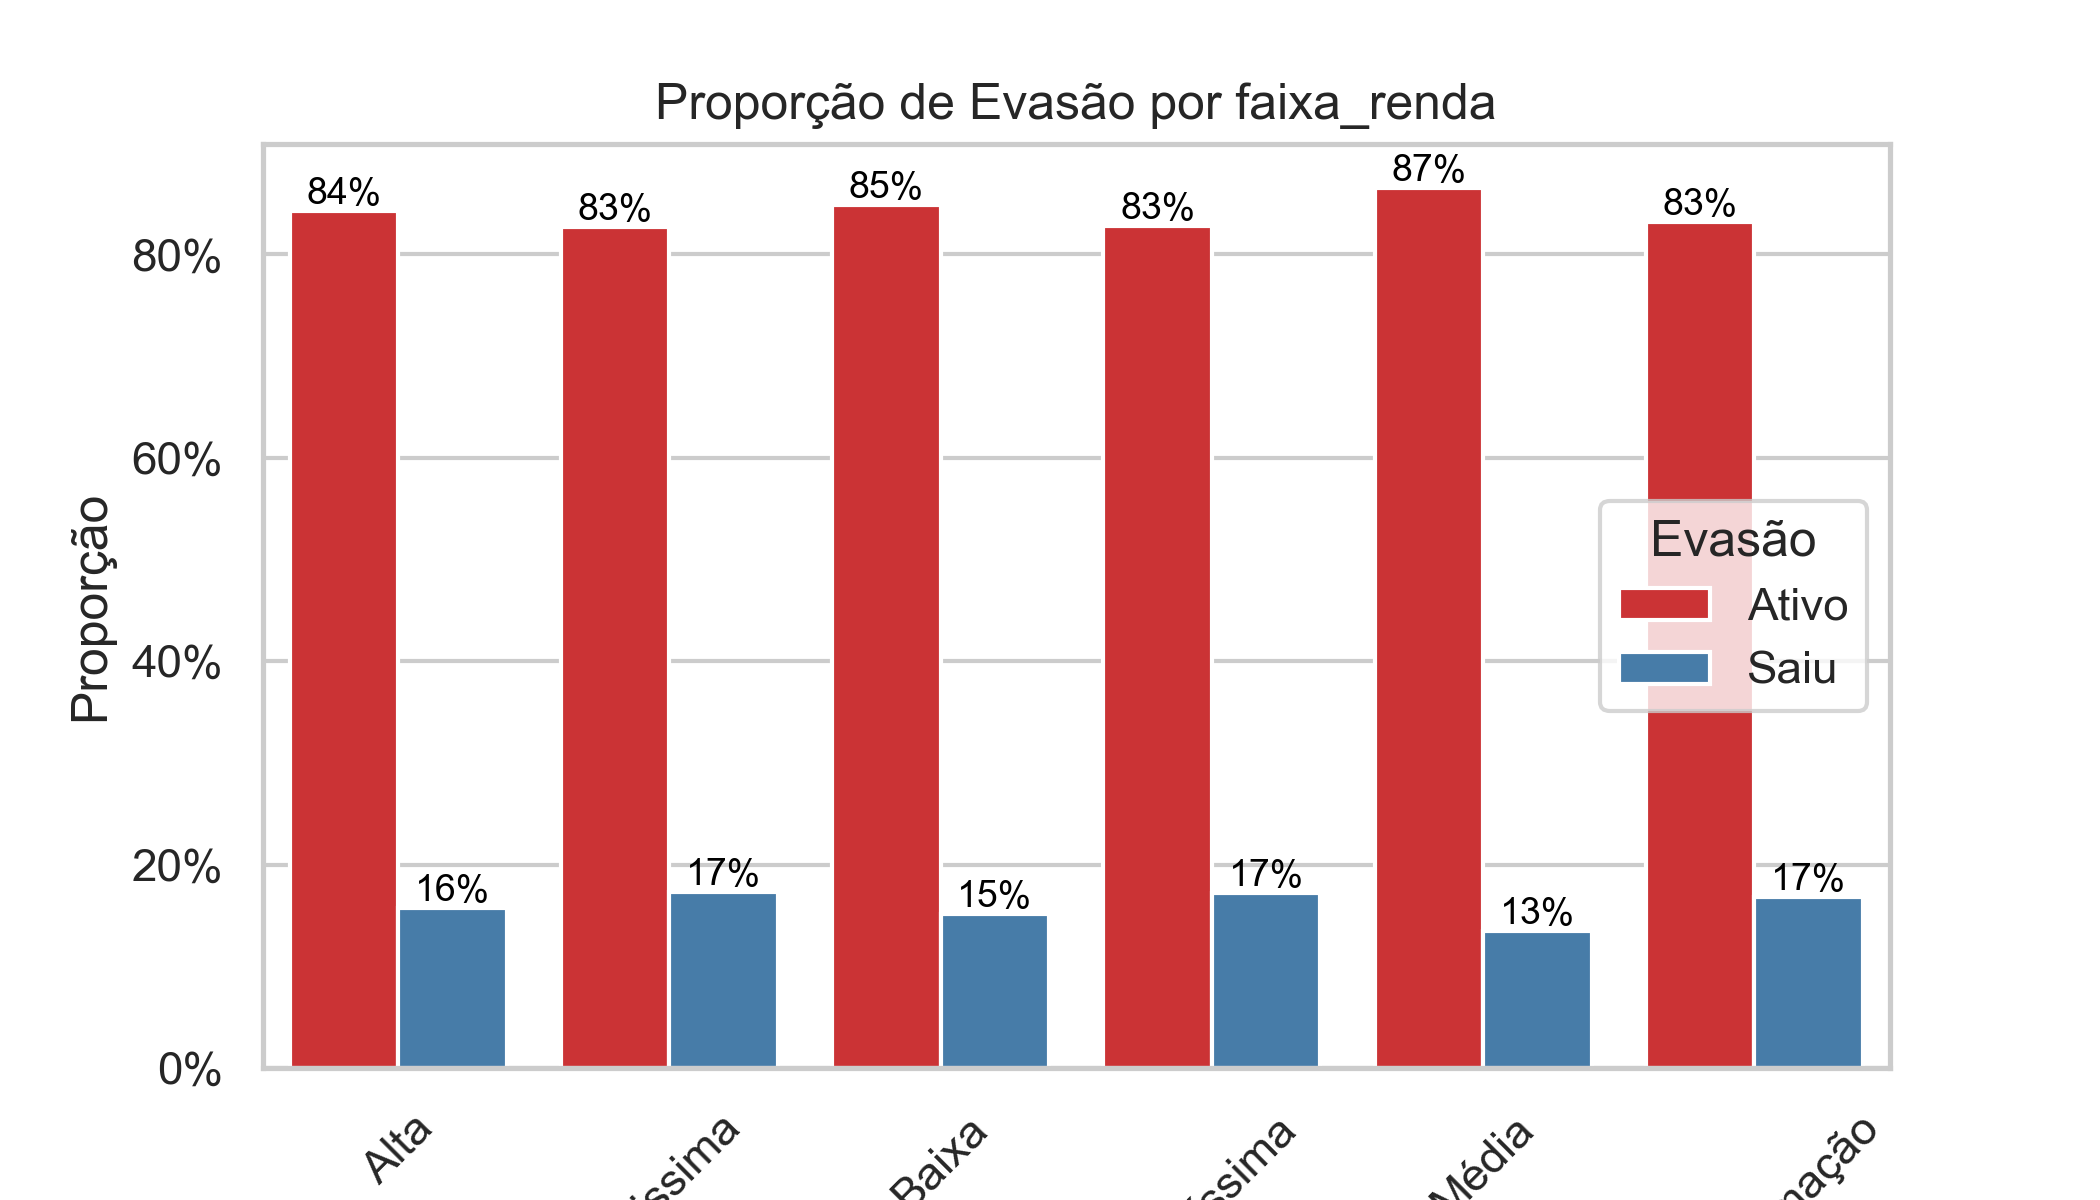 Proporção de Evasão por faixa_renda
84%
83%
85%
83%
87%
83%
80%
60%
40%
20%
0%
Proporção
Evasão
Ativo
Saiu
16%
17%
15%
17%
13%
17%
Alta
Baixa
Média